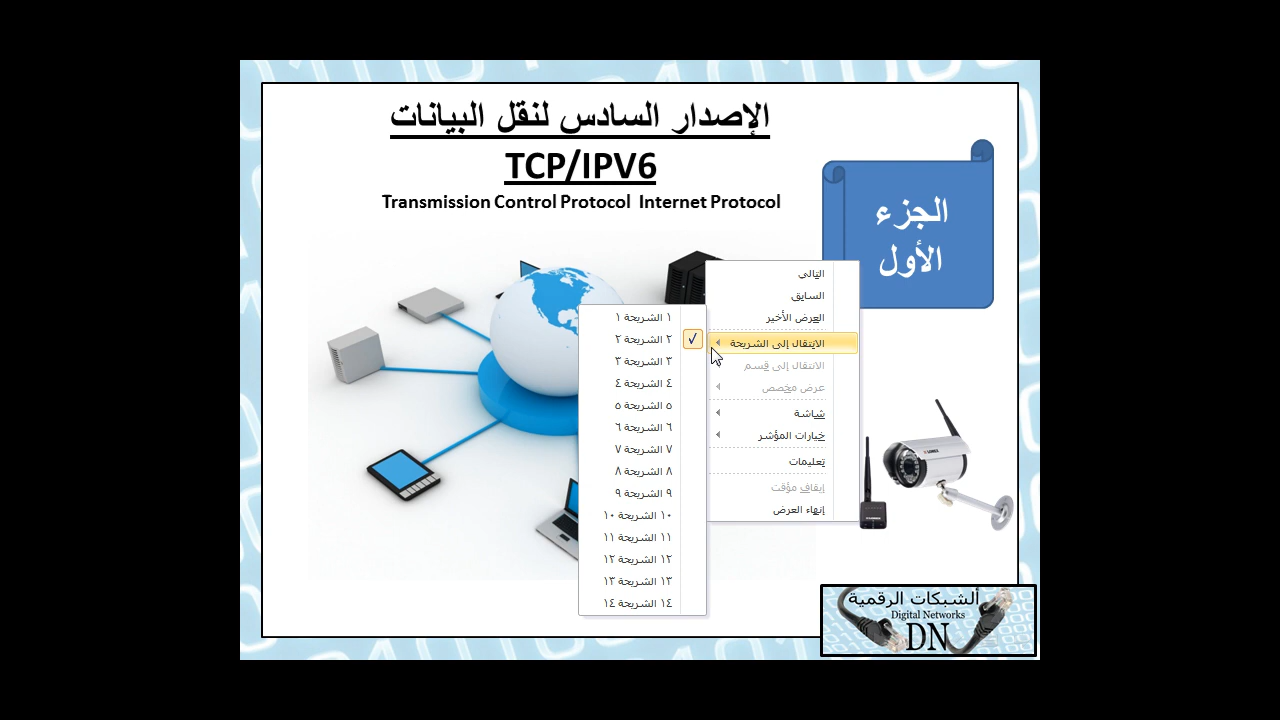 الإصدار السادس لنقل البيانات
TCP/IPV6
Transmission Control Protocol Internet Protocol
الجزء
الأول
التالي
السابق
العرض الأخير
الانتقال إلى الشريحة
الانتقال إلى قسم
عرض مخصص
شاشة
خيارات المؤشر
تعليمات
إيقاف مؤقت
إنهاء العرض
١ الشريحة ١
٢ الشريحة ٢
٣ الشريحة ٣
٤ الشريحة ٤
٥ الشريحة ٥
٦ الشريحة ٦
٧ الشريحة ٧
٨ الشريحة ٨
٩ الشريحة ٩
١٠ الشريحة ١٠
١١ الشريحة ١١
١٢ الشريحة ١٢
١٣ الشريحة ١٣
١٤ الشريحة ١٤
ألشبكات الرقمية
Digital Networks
DN